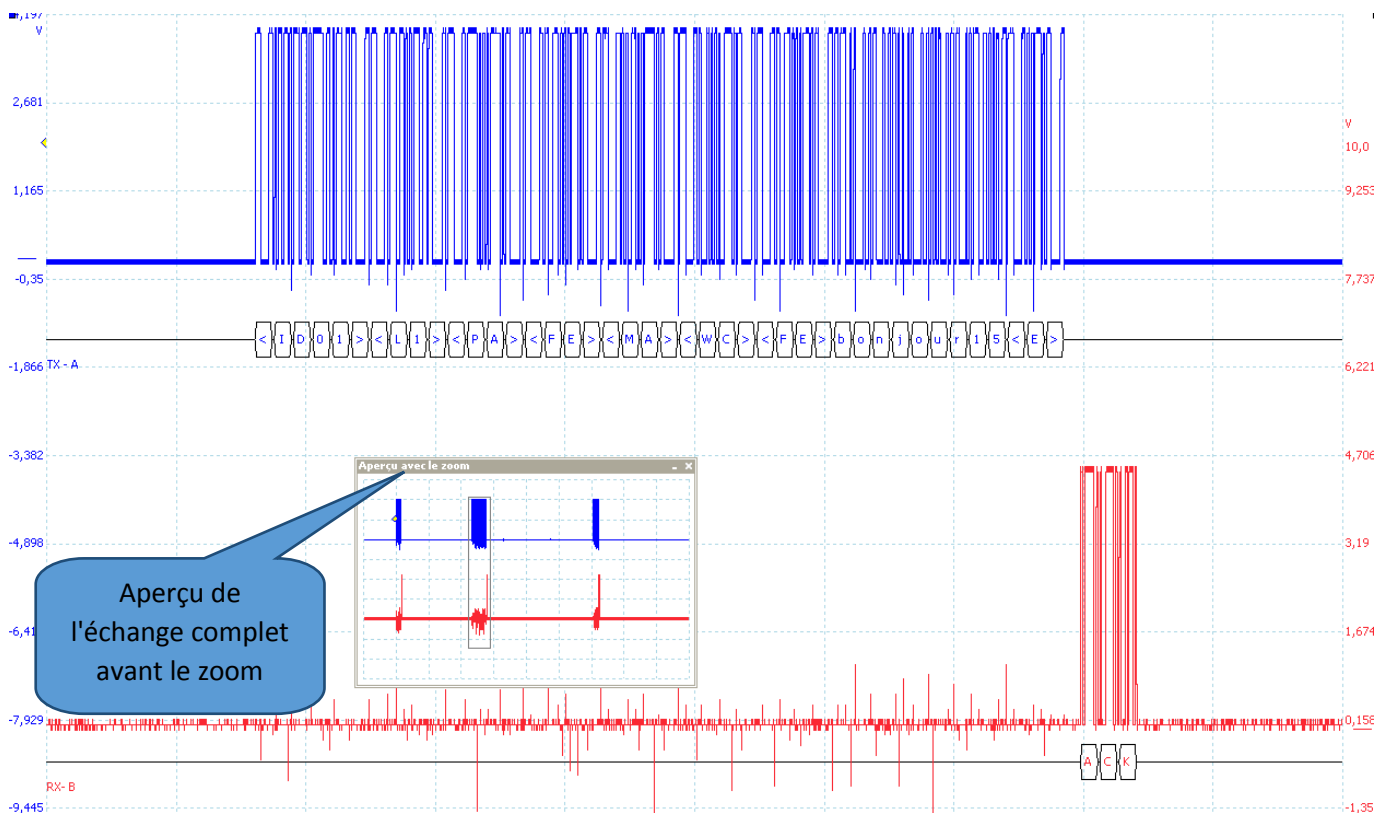 4,197
V
2,681
V
10,0
1,165
9,253
-0,35
7,737
<ID01><L1><PA><FE><MA><WC><FE>bonjour15<E>
-1,866
TX - A
6,221
-3,382
4,706
Aperçu avec le zoom
-4,898
3,19
Aperçu de
l'échange complet
avant le zoom
-6,41
1,674
-7,929
0,158
ACK
RX- B
-9,445
-1,35